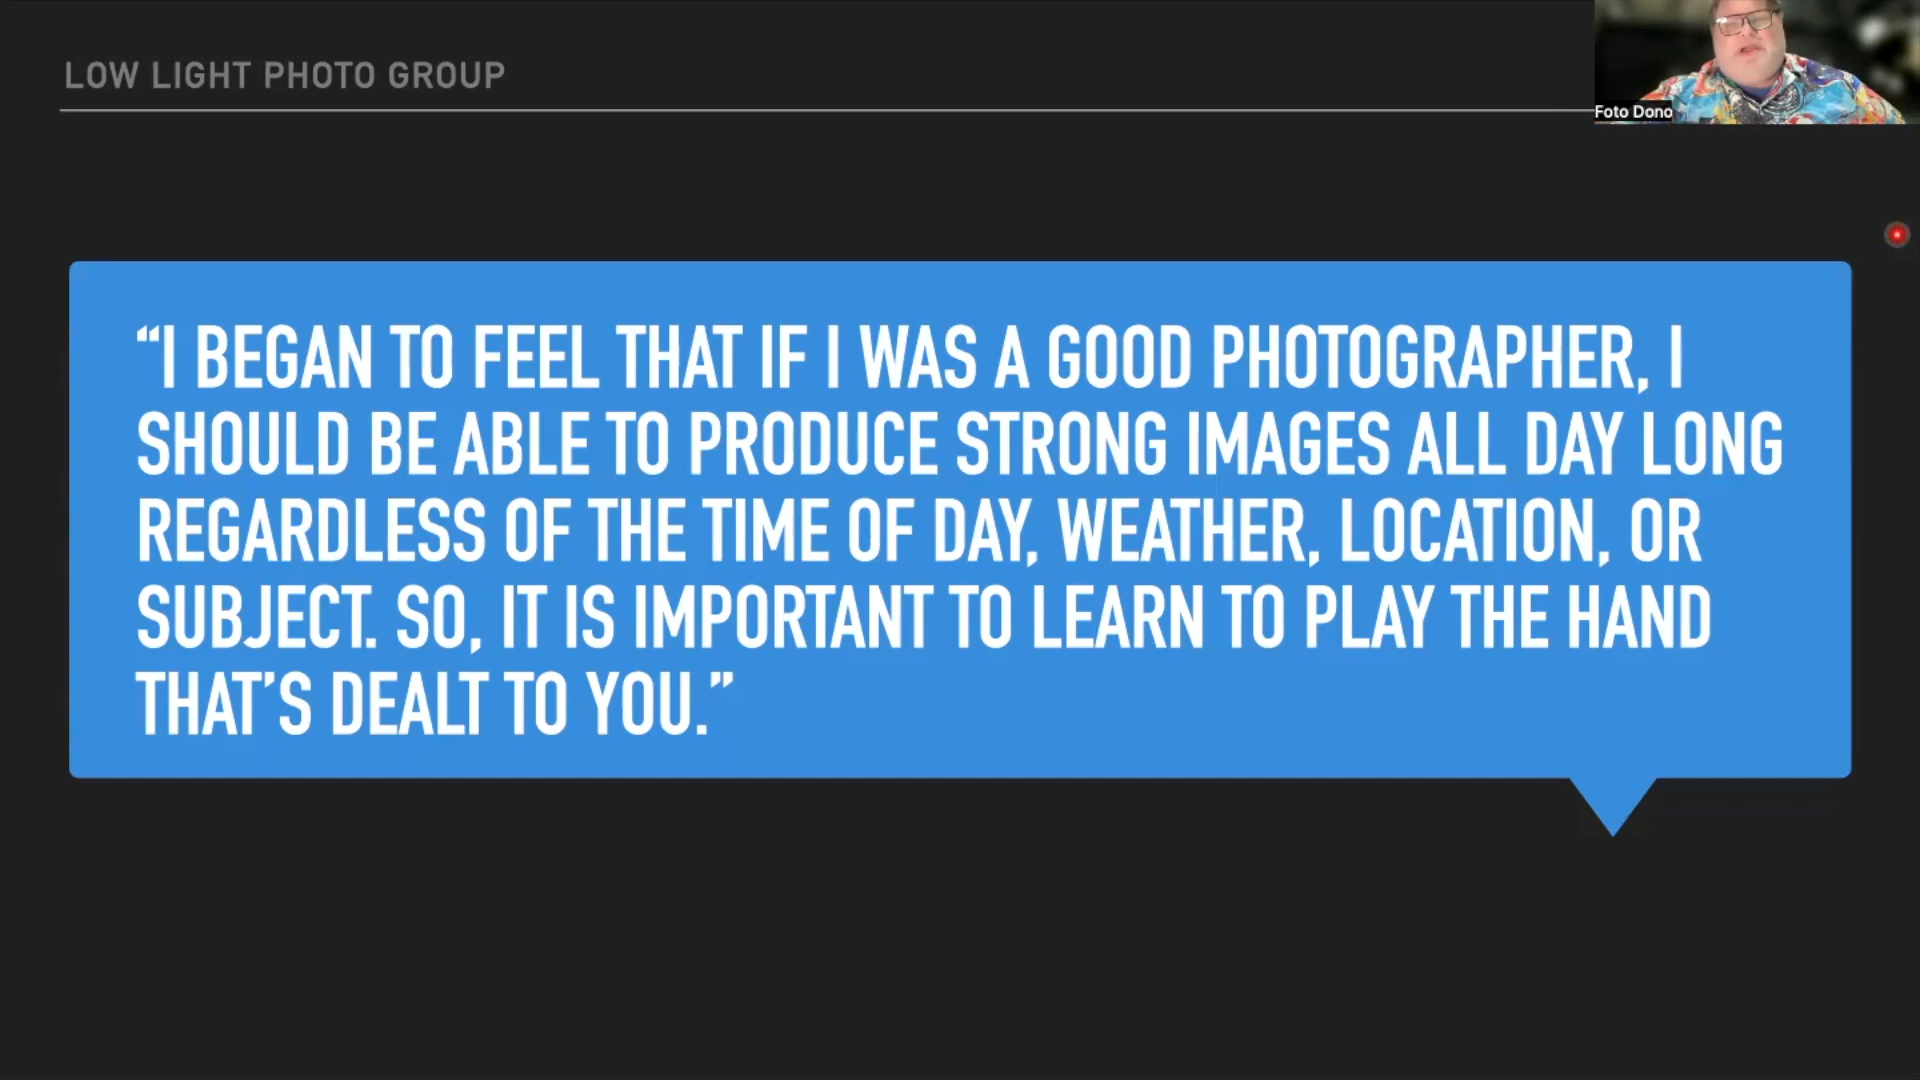 LOW LIGHT PHOTO GROUP
Foto Dono
“I BEGAN TO FEEL THAT IF I WAS A GOOD PHOTOGRAPHER, I
SHOULD BE ABLE TO PRODUCE STRONG IMAGES ALL DAY LONG
REGARDLESS OF THE TIME OF DAY, WEATHER, LOCATION, OR
SUBJECT. SO, IT IS IMPORTANT TO LEARN TO PLAY THE HAND
THAT’S DEALT TO YOU.”